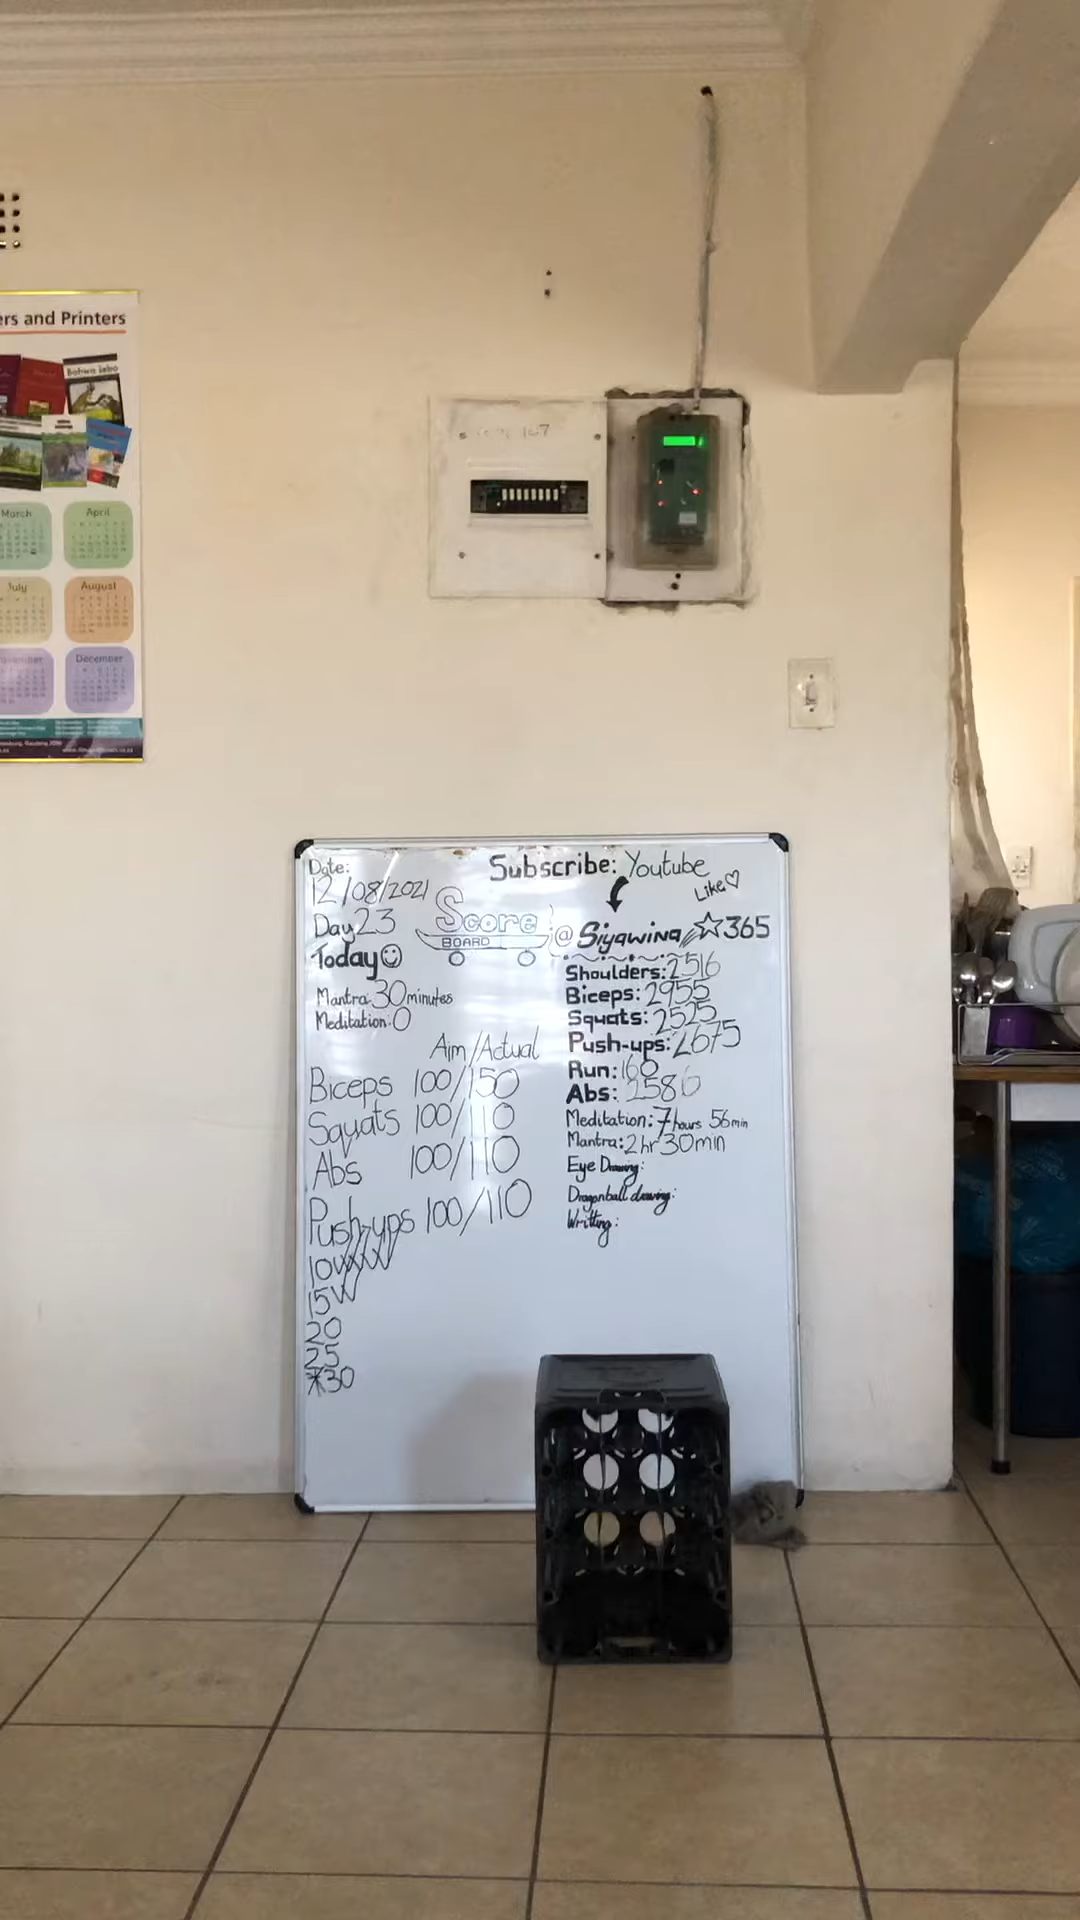 ers and Printers
Bahwa Lebo
March
April
July
August
December
Date:
12/08/2021
Day 23
Today
Mantra: 30 minutes
Meditation: 0
Score
BOARD
Subscribe: Youtube
Like
@ Siyawina 365
Aim/Actual
Biceps 100/150
Squats 100/110
Abs 100/110
Push-ups 100/110
10
15
20
25
*30
Shoulders: 2516
Biceps: 2955
Squats: 2525
Push-ups: 2675
Run: 160
Abs: 2586
Meditation: 7 hours 56 min
Mantra: 2 hr 30 min
Eye Drawing:
Dragonball drawing:
Writting: